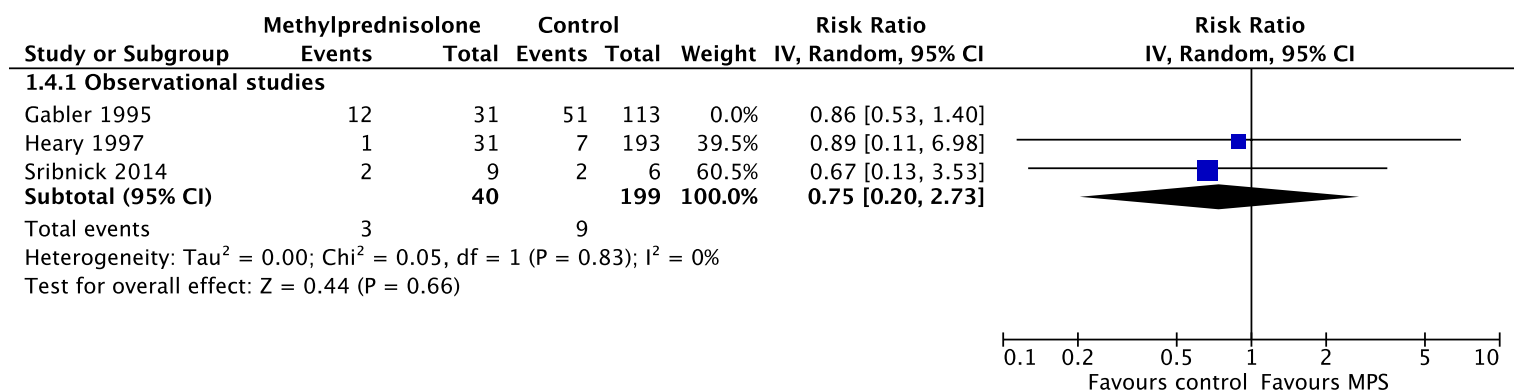 Methylprednisolone Control Risk Ratio Risk Ratio
Study or Subgroup Events Total Events Total Weight IV, Random, 95% CI IV, Random, 95% CI
1.4.1 Observational studies
Gabler 1995 12 31 51 113 0.0% 0.86 [0.53, 1.40]
Heary 1997 1 31 7 193 39.5% 0.89 [0.11, 6.98]
Sribnick 2014 2 9 2 6 60.5% 0.67 [0.13, 3.53]
Subtotal (95% CI) 40 199 100.0% 0.75 [0.20, 2.73]
Total events 3 9
Heterogeneity: Tau² = 0.00; Chi² = 0.05, df = 1 (P = 0.83); I² = 0%
Test for overall effect: Z = 0.44 (P = 0.66)
0.1 0.2 0.5 1 2 5 10
Favours control Favours MPS